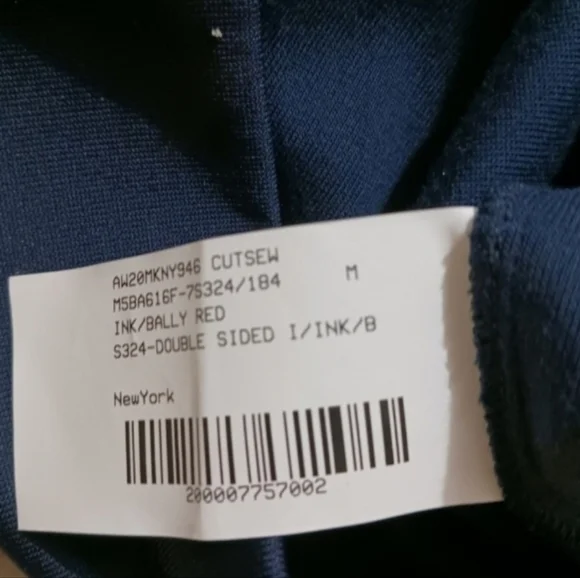 AW20MKNY946 CUTSEW
M5BA616F-7S324/184 M
INK/BALLY RED
S324-DOUBLE SIDED I/INK/B
NewYork
200007757002